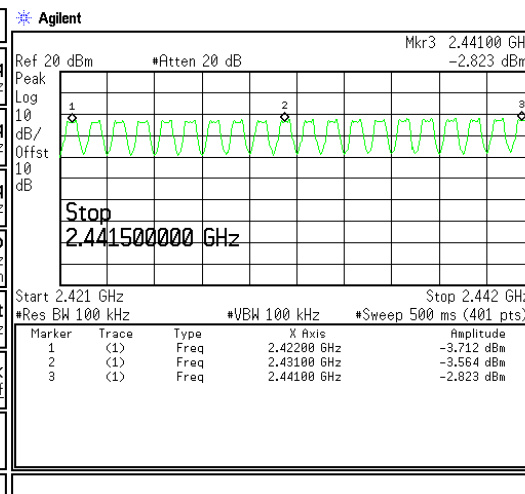 Agilent
Mkr3 2.44100 GH
Ref 20 dBm #Atten 20 dB -2.823 dBm
Peak
Log
10
dB/
Offst
10
dB
1 2 3
Stop
2.441500000 GHz
Start 2.421 GHz Stop 2.442 GHz
#Res BW 100 kHz #VBW 100 kHz #Sweep 500 ms (401 pts)
Marker Trace Type X Axis Amplitude
1 (1) Freq 2.42200 GHz -3.712 dBm
2 (1) Freq 2.43100 GHz -3.564 dBm
3 (1) Freq 2.44100 GHz -2.823 dBm